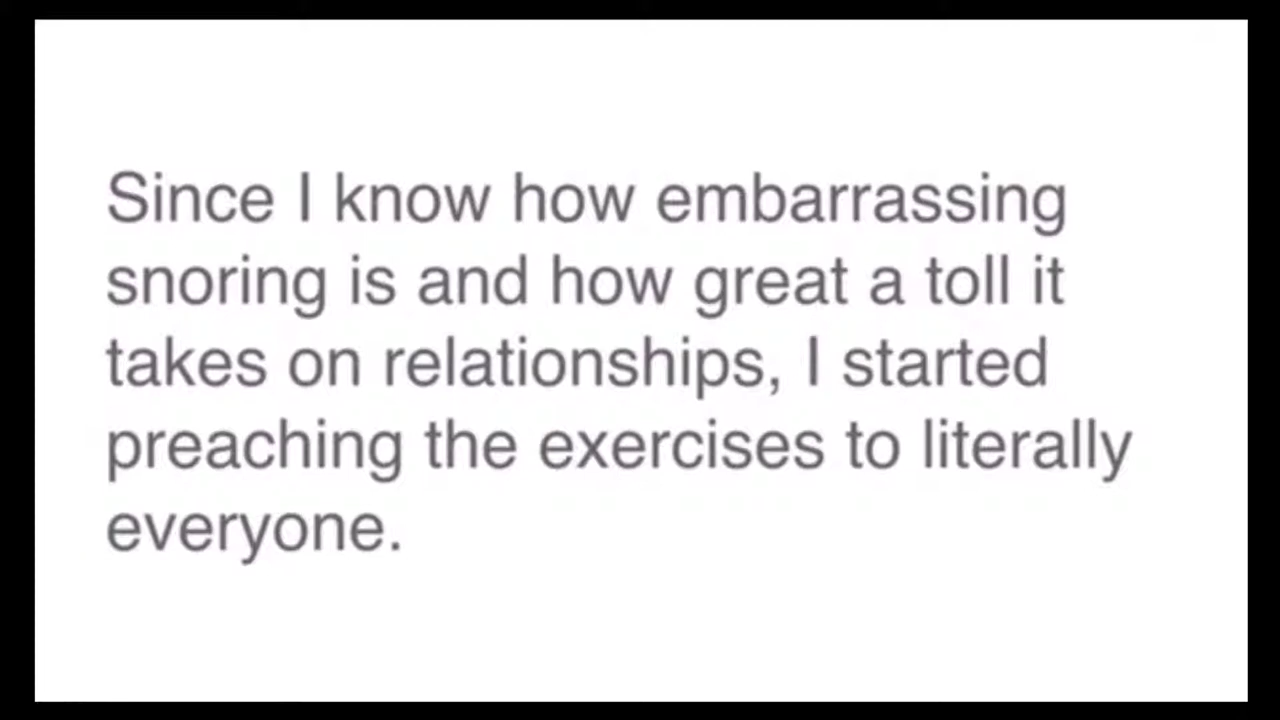 Since I know how embarrassing
snoring is and how great a toll it
takes on relationships, I started
preaching the exercises to literally
everyone.